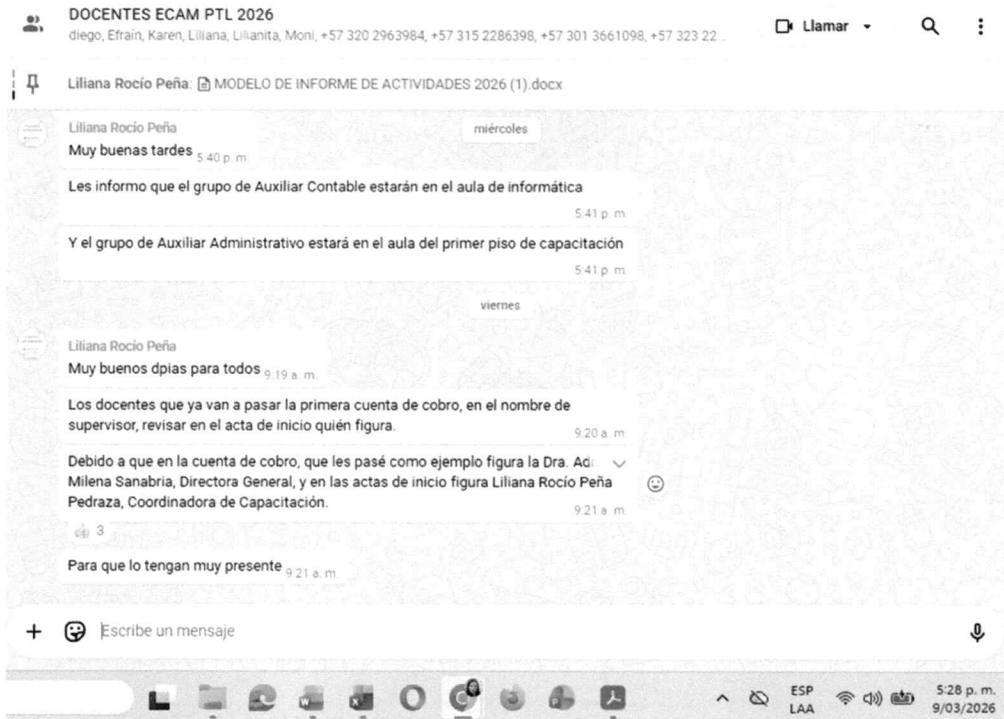 DOCENTES ECAM PTL 2026
diego, Efraín, Karen, Liliana, Lilianita, Moni, +57 320 2963984, +57 315 2286398, +57 301 3661098, +57 323 22...
Llamar
Liliana Rocío Peña: MODELO DE INFORME DE ACTIVIDADES 2026 (1).docx
miércoles
Liliana Rocío Peña
Muy buenas tardes 5:40 p. m.
Les informo que el grupo de Auxiliar Contable estarán en el aula de informática
5:41 p. m.
Y el grupo de Auxiliar Administrativo estará en el aula del primer piso de capacitación
5:41 p. m.
viernes
Liliana Rocío Peña
Muy buenos dpias para todos 9:19 a. m.
Los docentes que ya van a pasar la primera cuenta de cobro, en el nombre de
supervisor, revisar en el acta de inicio quién figura.
9:20 a. m.
Debido a que en la cuenta de cobro, que les pasé como ejemplo figura la Dra. Ad
Milena Sanabria, Directora General, y en las actas de inicio figura Liliana Rocío Peña
Pedraza, Coordinadora de Capacitación.
9:21 a. m.
3
Para que lo tengan muy presente 9:21 a. m.
Escribe un mensaje
ESP
LAA
5:28 p. m.
9/03/2026